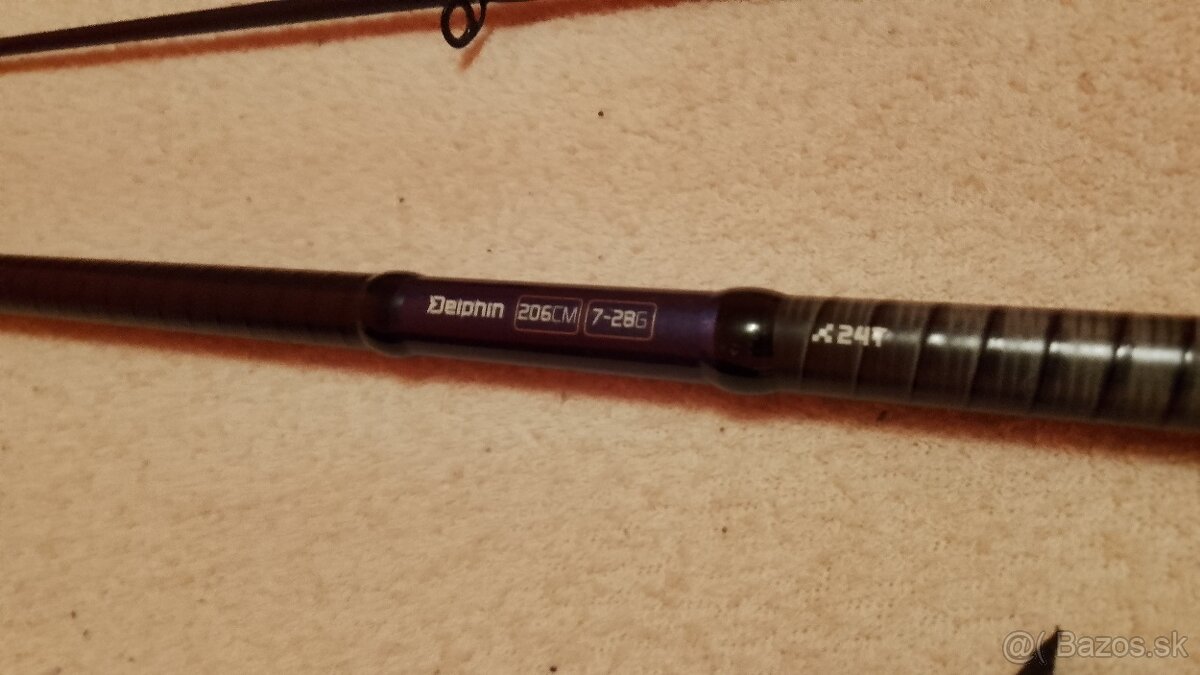 Delphin 206CM 7-28G X24T
@( Bazos.sk